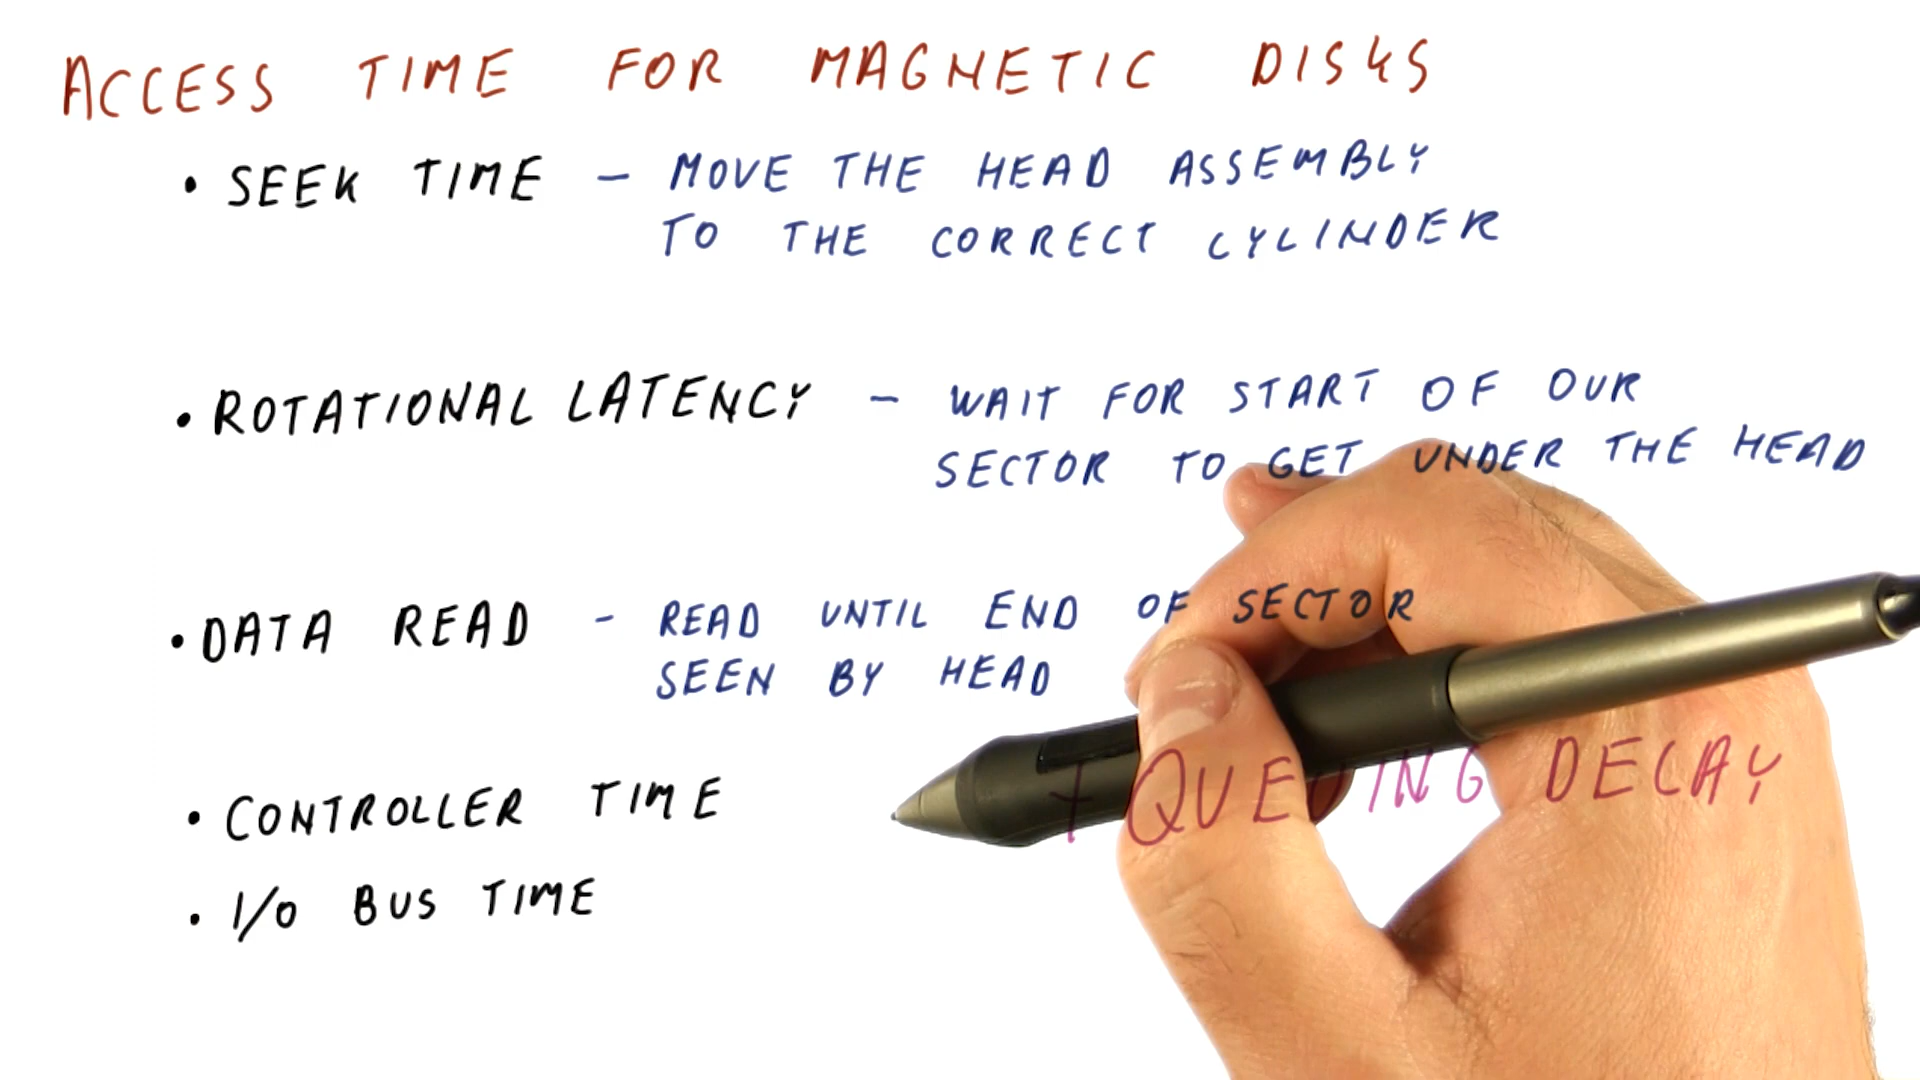 ACCESS TIME FOR MAGNETIC DISKS
• SEEK TIME - MOVE THE HEAD ASSEMBLY
TO THE CORRECT CYLINDER
• ROTATIONAL LATENCY - WAIT FOR START OF OUR
SECTOR TO GET UNDER THE HEAD
• DATA READ - READ UNTIL END OF SECTOR
SEEN BY HEAD
• CONTROLLER TIME
+ QUEUING DELAY
• I/O BUS TIME